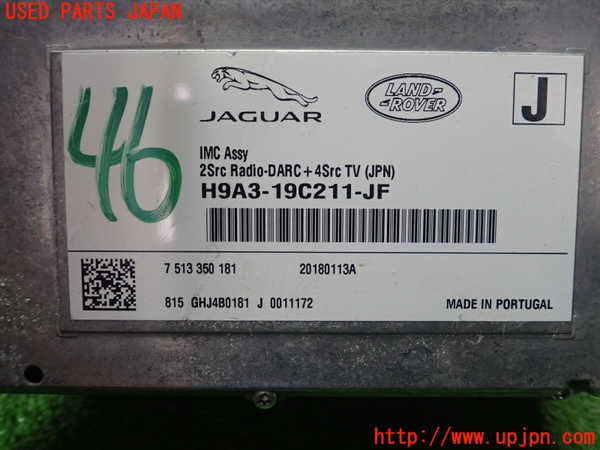 USED PARTS JAPAN
46
JAGUAR
LAND
ROVER
J
IMC Assy
2Src Radio-DARC+4Src TV (JPN)
H9A3-19C211-JF
7 513 350 181 20180113A
815 GHJ4B0181 J 0011172
MADE IN PORTUGAL
http://www.upjpn.com/